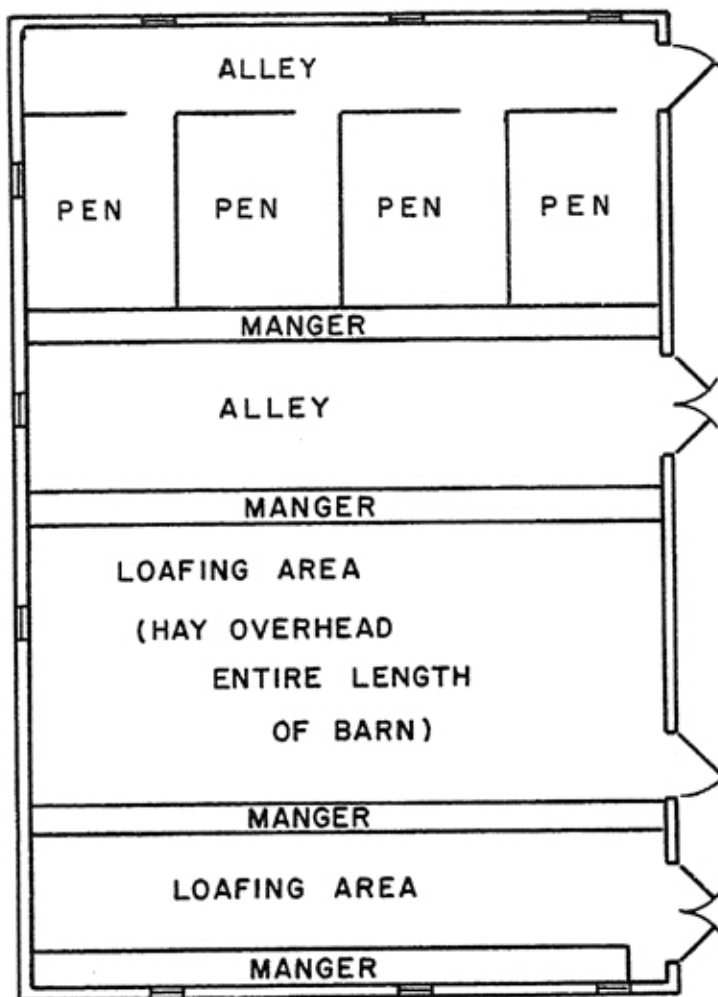 ALLEY
PEN PEN PEN PEN
MANGER
ALLEY
MANGER
LOAFING AREA
(HAY OVERHEAD
ENTIRE LENGTH
OF BARN)
MANGER
LOAFING AREA
MANGER